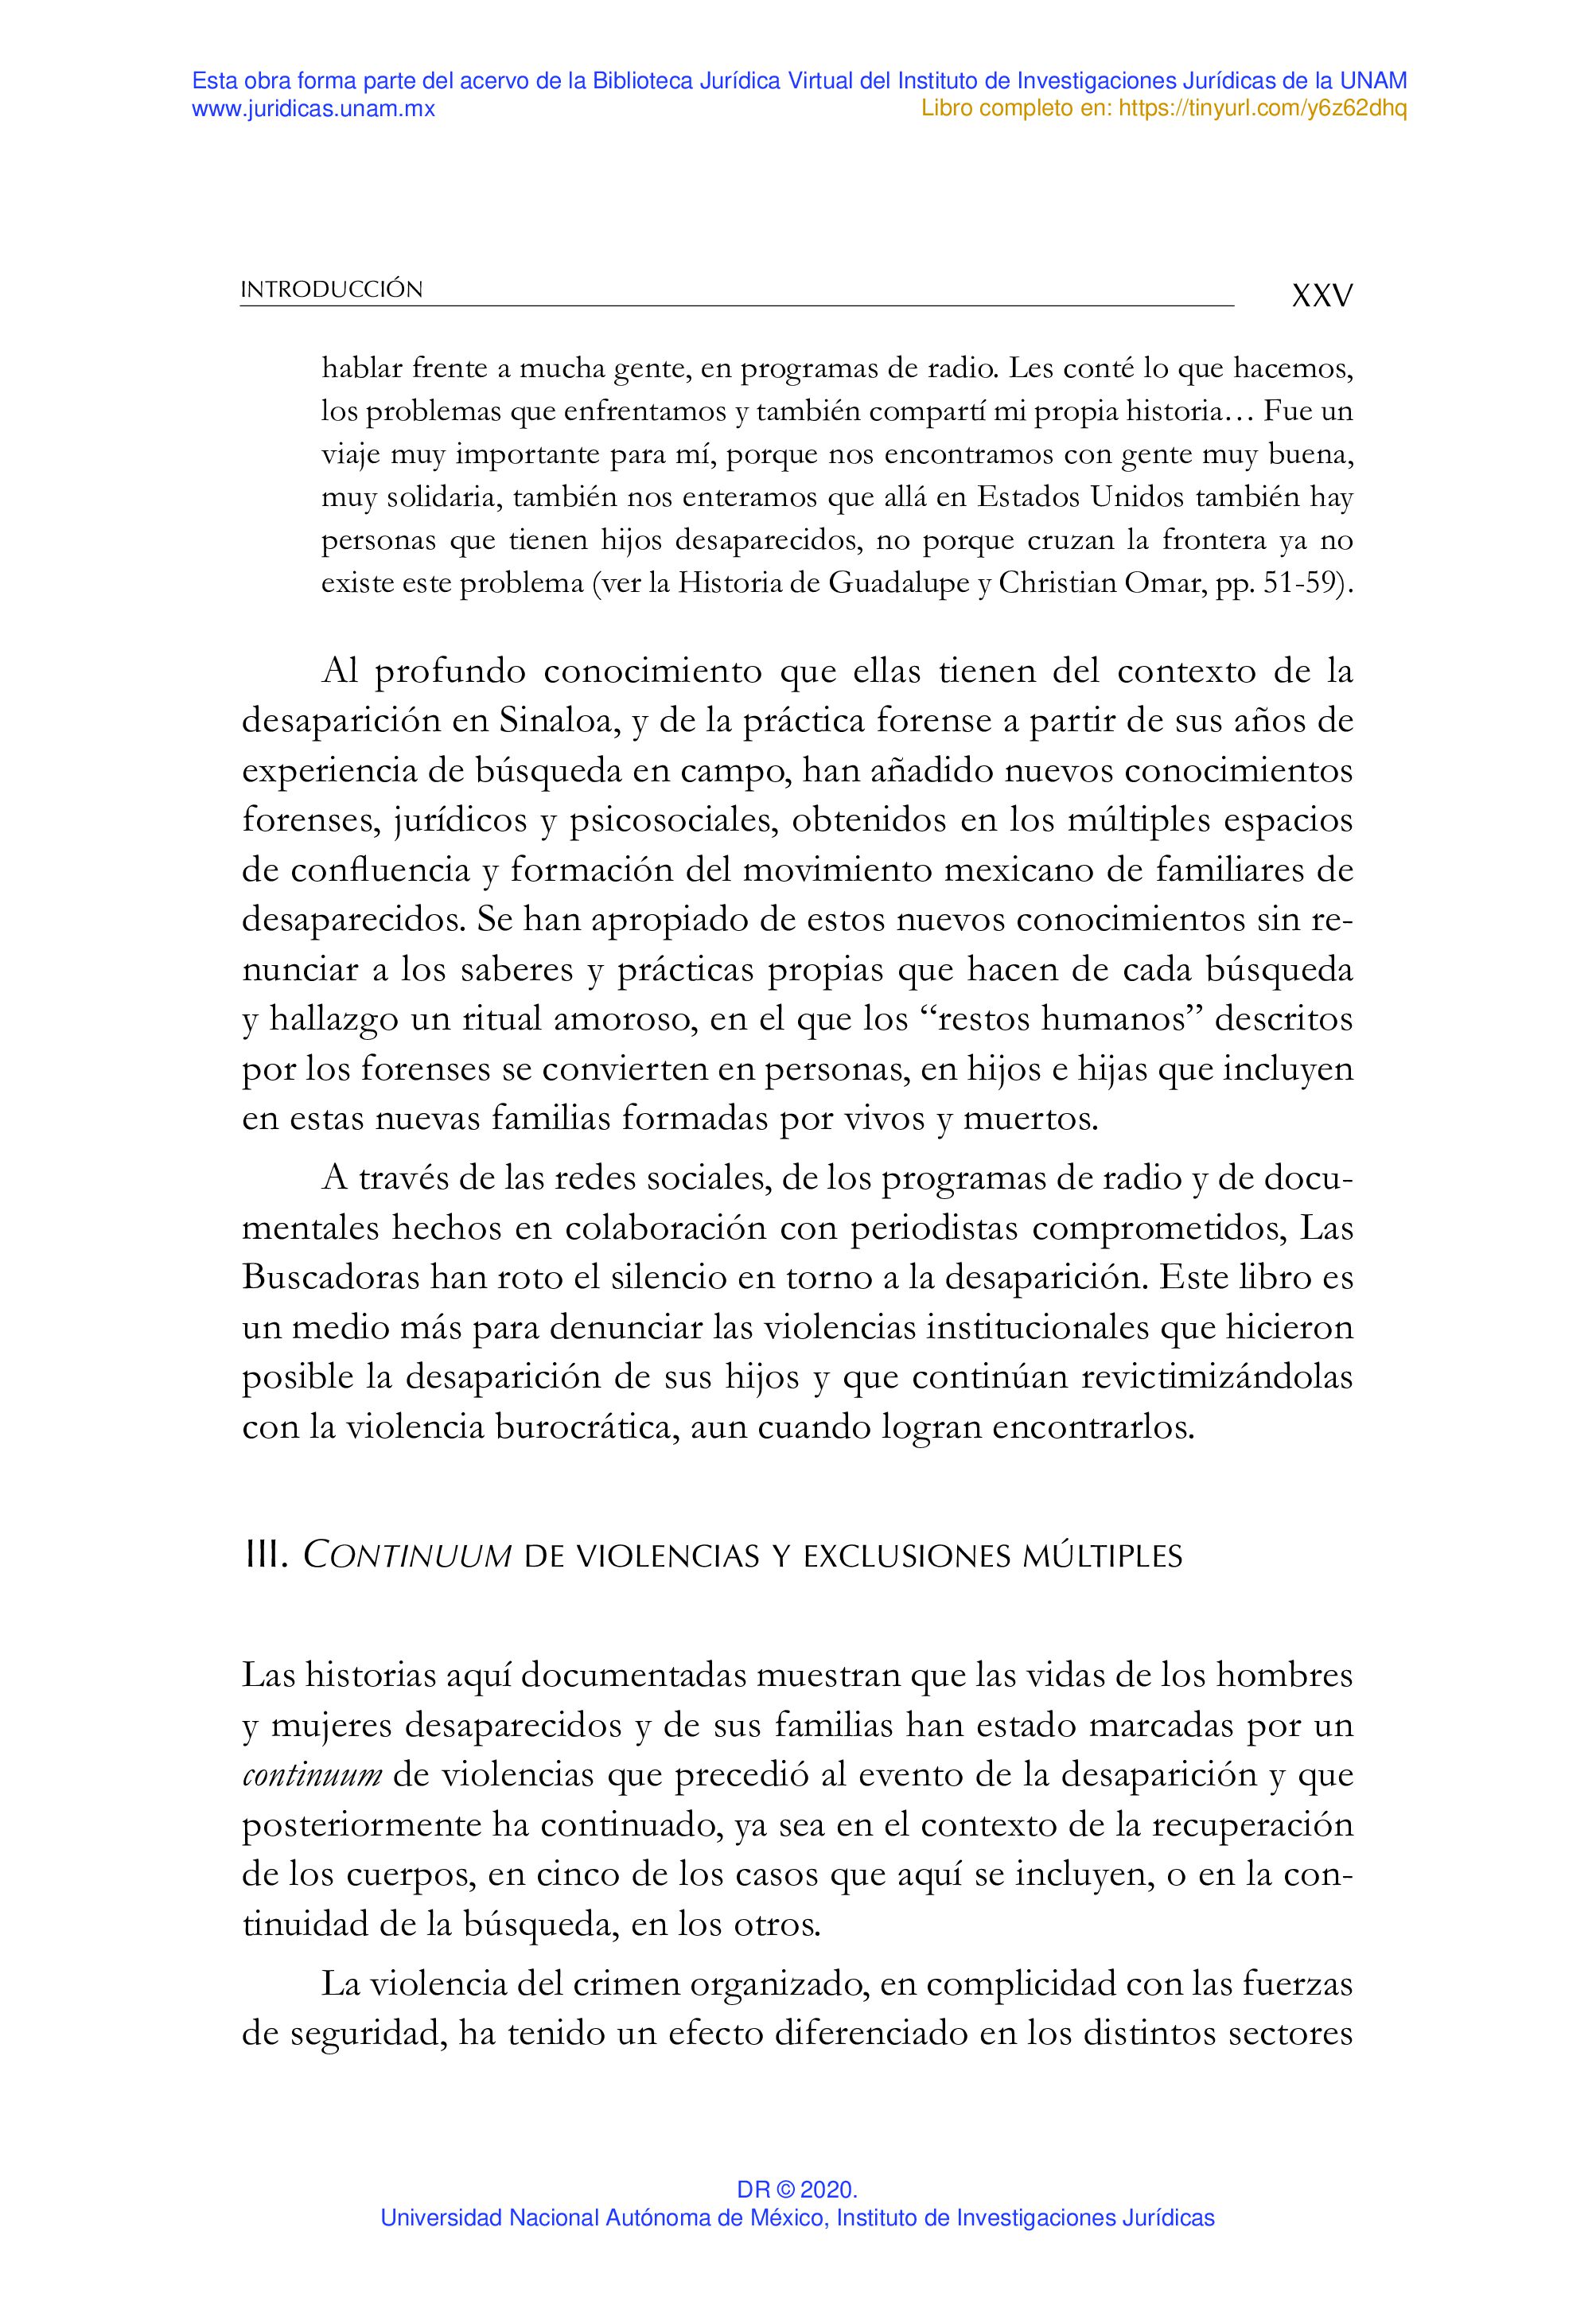 Esta obra forma parte del acervo de la Biblioteca Jurídica Virtual del Instituto de Investigaciones Jurídicas de la UNAM
www.juridicas.unam.mx
Libro completo en: https://tinyurl.com/y6z62dhq
INTRODUCCIÓN
XXV
hablar frente a mucha gente, en programas de radio. Les conté lo que hacemos,
los problemas que enfrentamos y también compartí mi propia historia… Fue un
viaje muy importante para mí, porque nos encontramos con gente muy buena,
muy solidaria, también nos enteramos que allá en Estados Unidos también hay
personas que tienen hijos desaparecidos, no porque cruzan la frontera ya no
existe este problema (ver la Historia de Guadalupe y Christian Omar, pp. 51-59).
Al profundo conocimiento que ellas tienen del contexto de la
desaparición en Sinaloa, y de la práctica forense a partir de sus años de
experiencia de búsqueda en campo, han añadido nuevos conocimientos
forenses, jurídicos y psicosociales, obtenidos en los múltiples espacios
de confluencia y formación del movimiento mexicano de familiares de
desaparecidos. Se han apropiado de estos nuevos conocimientos sin re-
nunciar a los saberes y prácticas propias que hacen de cada búsqueda
y hallazgo un ritual amoroso, en el que los “restos humanos” descritos
por los forenses se convierten en personas, en hijos e hijas que incluyen
en estas nuevas familias formadas por vivos y muertos.
A través de las redes sociales, de los programas de radio y de docu-
mentales hechos en colaboración con periodistas comprometidos, Las
Buscadoras han roto el silencio en torno a la desaparición. Este libro es
un medio más para denunciar las violencias institucionales que hicieron
posible la desaparición de sus hijos y que continúan revictimizándolas
con la violencia burocrática, aun cuando logran encontrarlos.
III. CONTINUUM DE VIOLENCIAS Y EXCLUSIONES MÚLTIPLES
Las historias aquí documentadas muestran que las vidas de los hombres
y mujeres desaparecidos y de sus familias han estado marcadas por un
continuum de violencias que precedió al evento de la desaparición y que
posteriormente ha continuado, ya sea en el contexto de la recuperación
de los cuerpos, en cinco de los casos que aquí se incluyen, o en la con-
tinuidad de la búsqueda, en los otros.
La violencia del crimen organizado, en complicidad con las fuerzas
de seguridad, ha tenido un efecto diferenciado en los distintos sectores
DR © 2020.
Universidad Nacional Autónoma de México, Instituto de Investigaciones Jurídicas